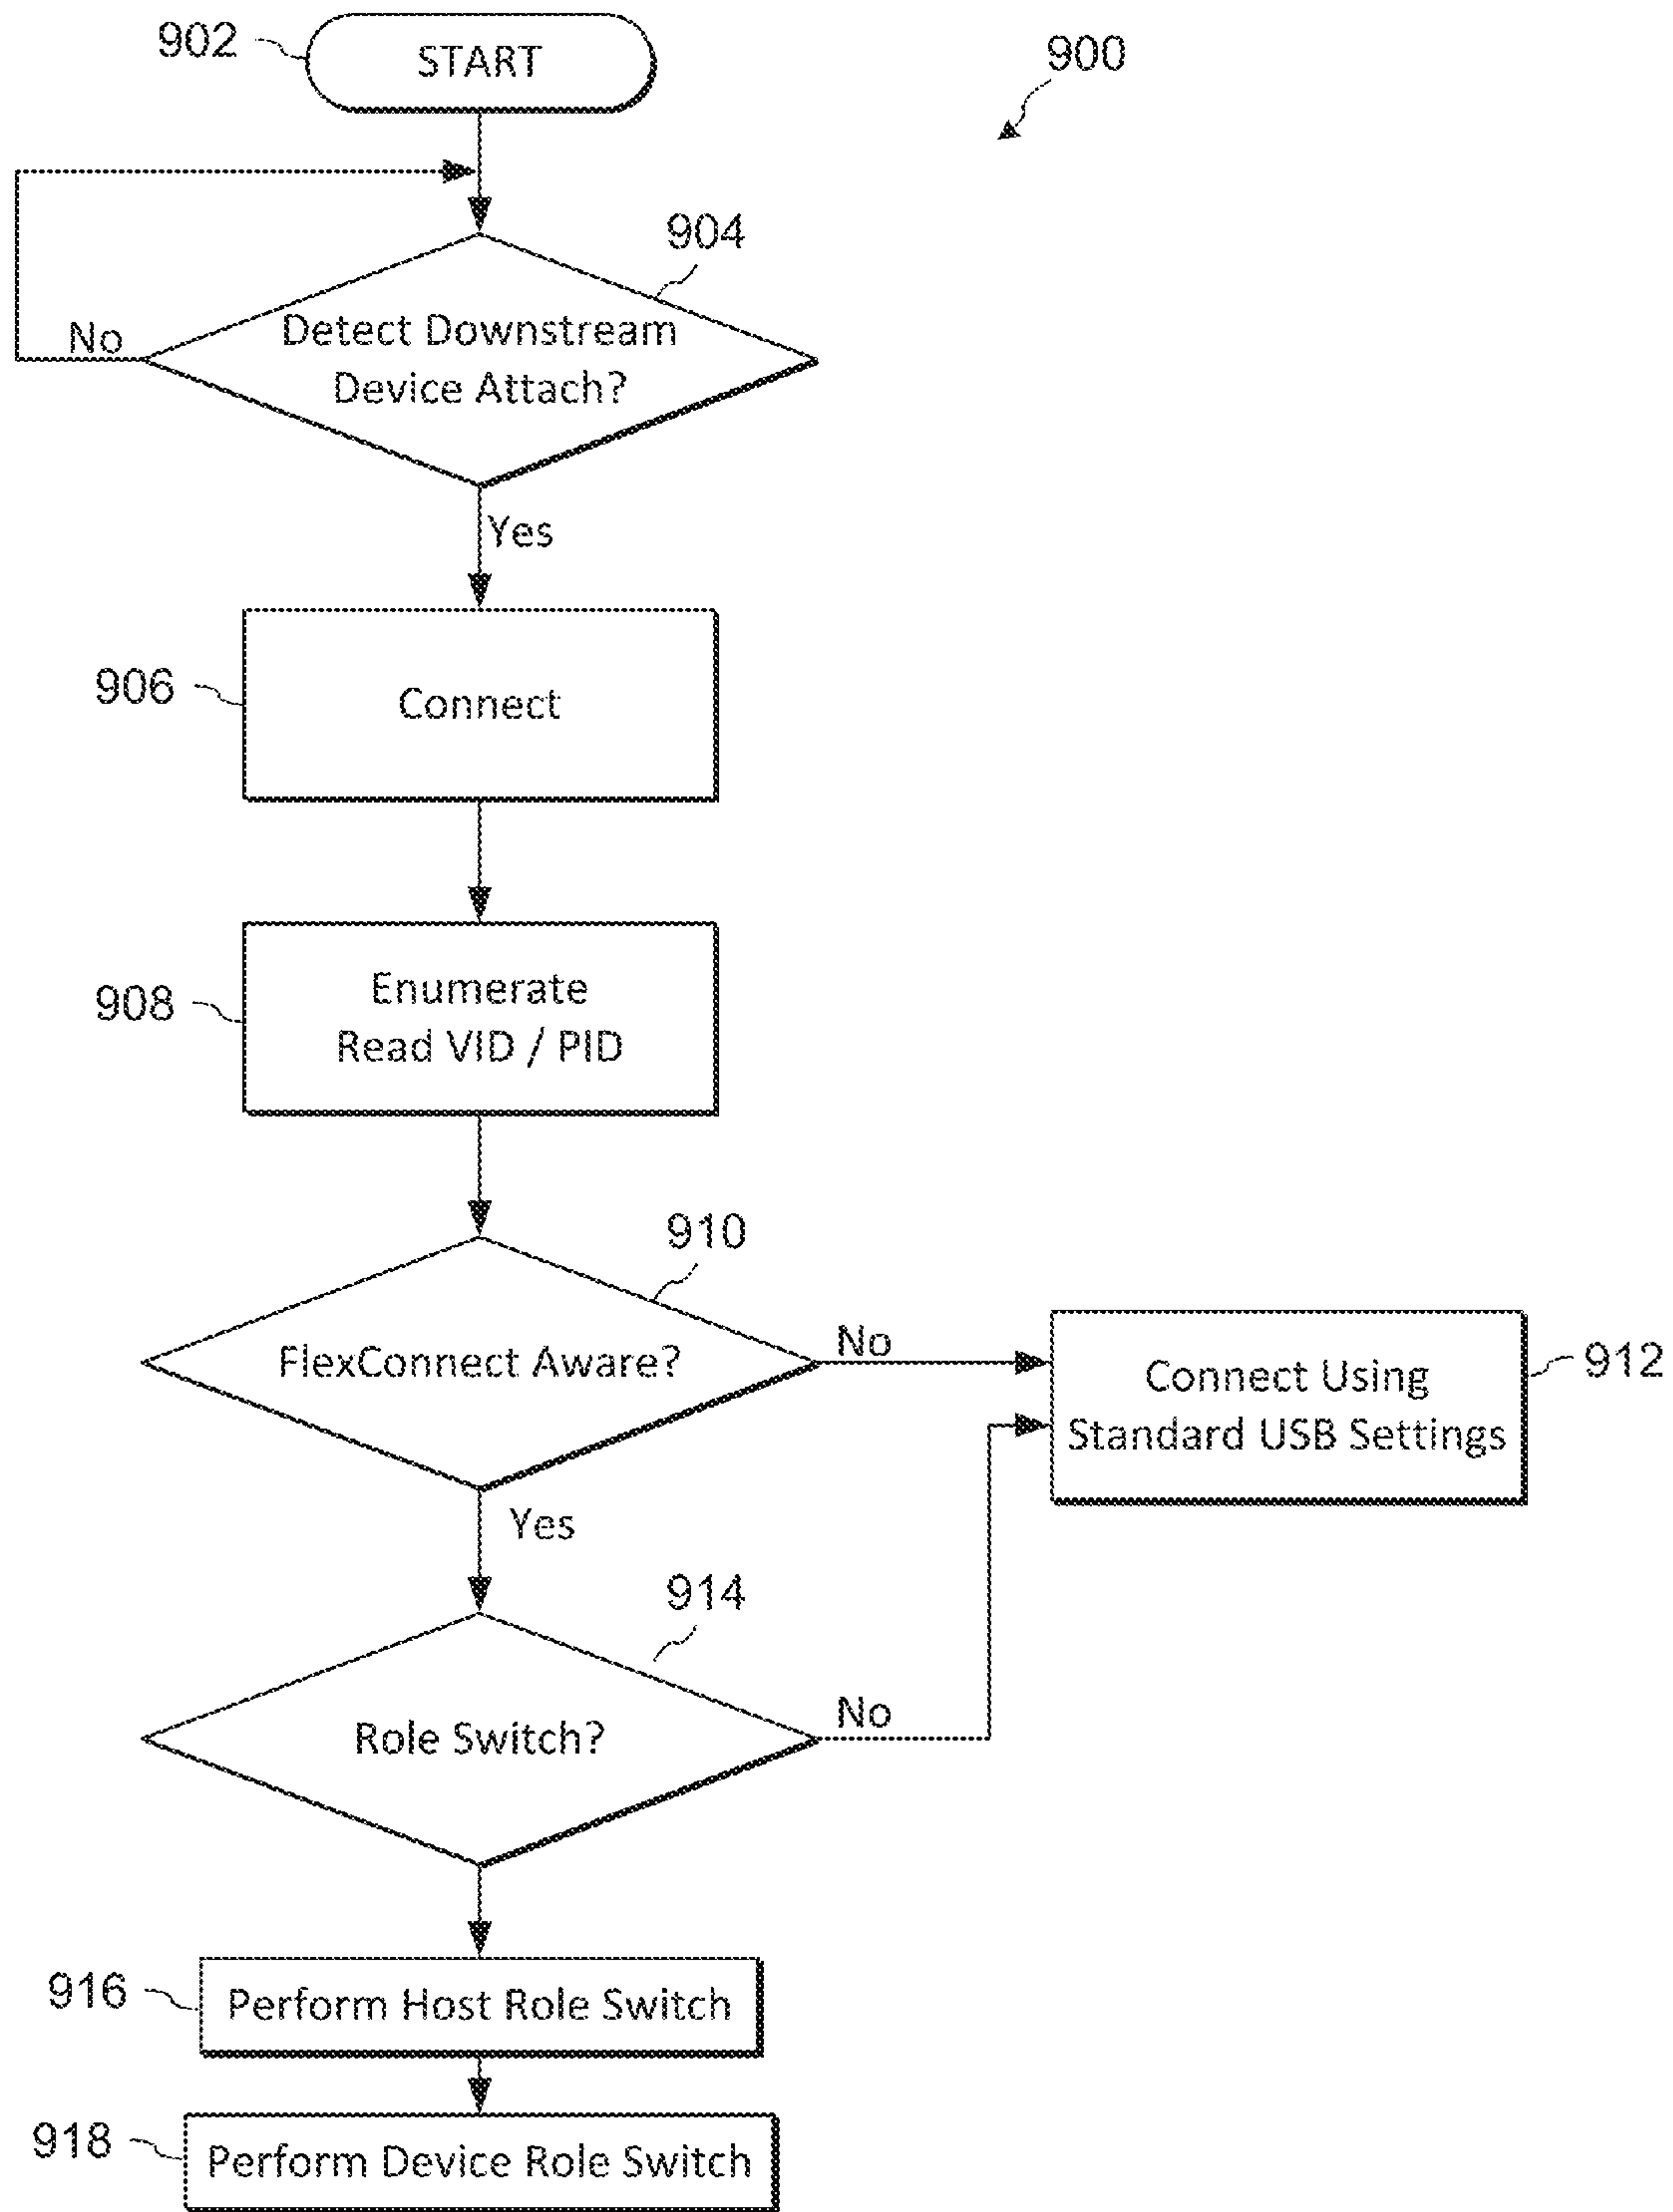 902
START
900
904
No
Detect Downstream
Device Attach?
Yes
906
Connect
908
Enumerate
Read VID / PID
910
FlexConnect Aware?
No
Connect Using
Standard USB Settings
912
Yes
914
Role Switch?
No
916
Perform Host Role Switch
918
Perform Device Role Switch